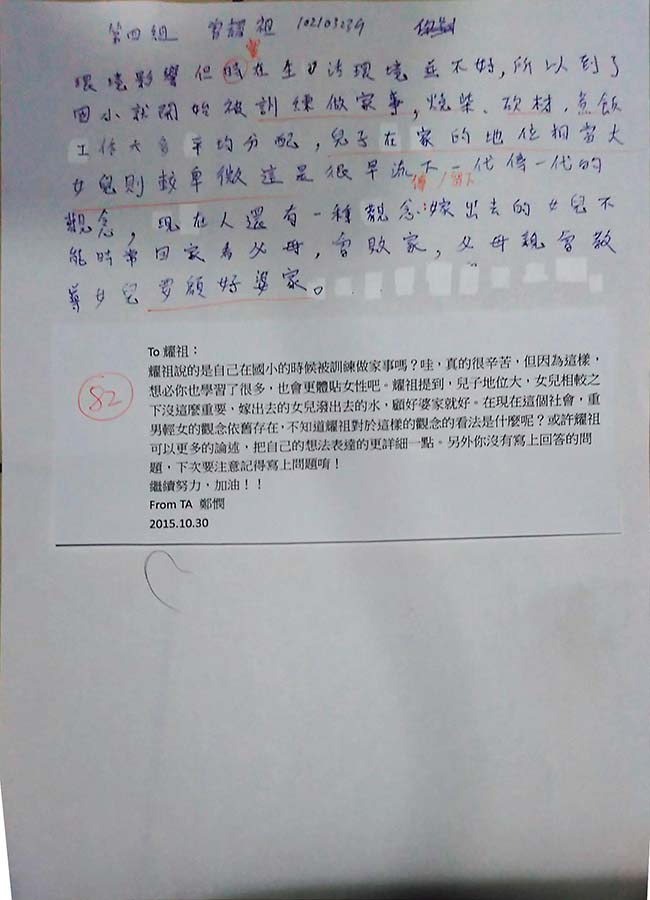 第四組 曾耀祖 102103239
當
環境影響但時在生活環境並不好,所以到了
國小就開始被訓練做家事,燒柴、砍材、煮飯
工作大多平均分配,兒子在家的地位相當大
女兒則較卑微這是很早流下一代傳一代的
傳/留下
觀念,現在人還有一種觀念:嫁出去的女兒不
能時常回家看父母,會敗家,父母親會教
導女兒要顧好婆家。
82
To 耀祖:
耀祖說的是自己在國小的時候被訓練做家事嗎?哇,真的很辛苦,但因為這樣,
想必你也學習了很多,也會更體貼女性吧。耀祖提到,兒子地位大,女兒相較之
下沒這麼重要,嫁出去的女兒潑出去的水,顧好婆家就好。在現在這個社會,重
男輕女的觀念依舊存在,不知道耀祖對於這樣的觀念的看法是什麼呢?或許耀祖
可以更多的論述,把自己的想法表達的更詳細一點。另外你沒有寫上回答的問
題,下次要注意記得寫上問題唷!
繼續努力,加油!!
From TA 鄭憫
2015.10.30